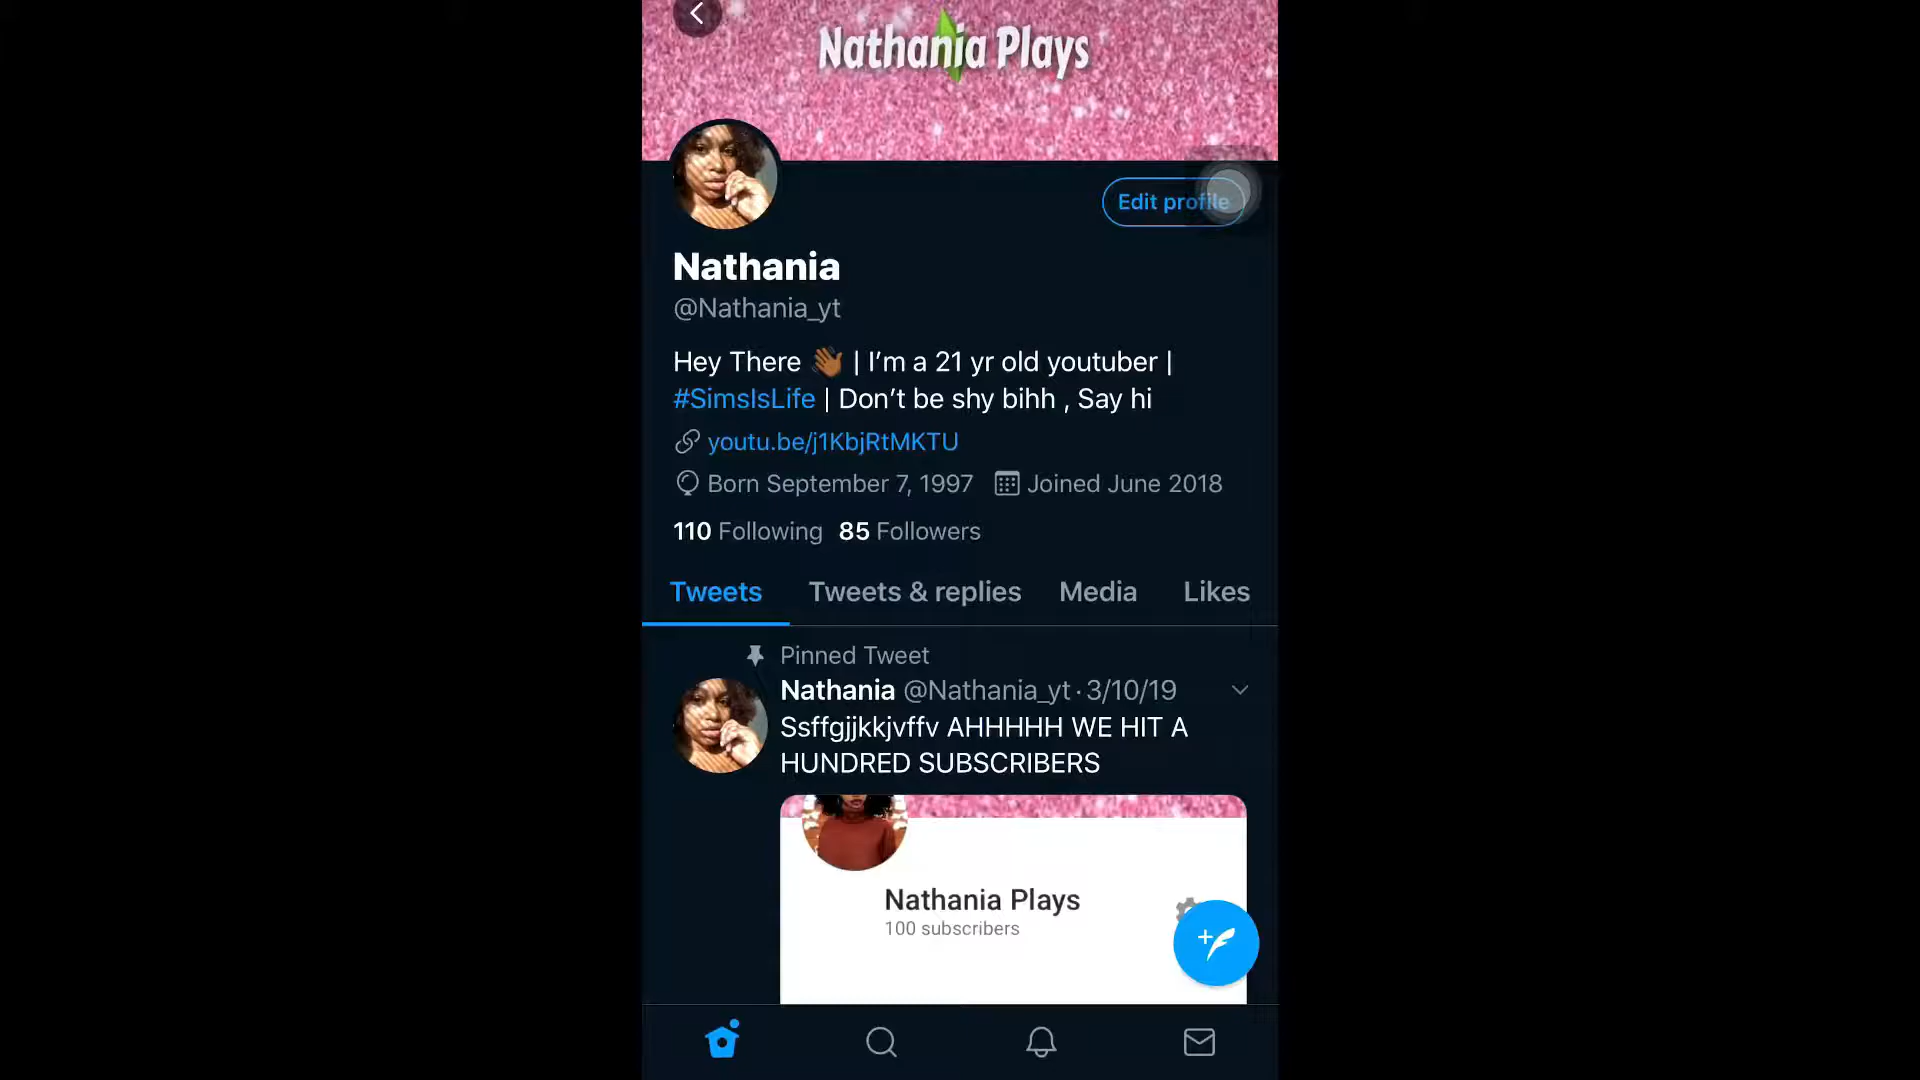 Nathania Plays
Edit profile
Nathania
@Nathania_yt
Hey There 👋🏾 | I’m a 21 yr old youtuber |
#SimsIsLife | Don’t be shy bihh , Say hi
youtu.be/j1KbjRtMKTU
Born September 7, 1997 Joined June 2018
110 Following 85 Followers
Tweets Tweets & replies Media Likes
Pinned Tweet
Nathania @Nathania_yt · 3/10/19
Ssffgjjkkjvffv AHHHHH WE HIT A
HUNDRED SUBSCRIBERS
Nathania Plays
100 subscribers